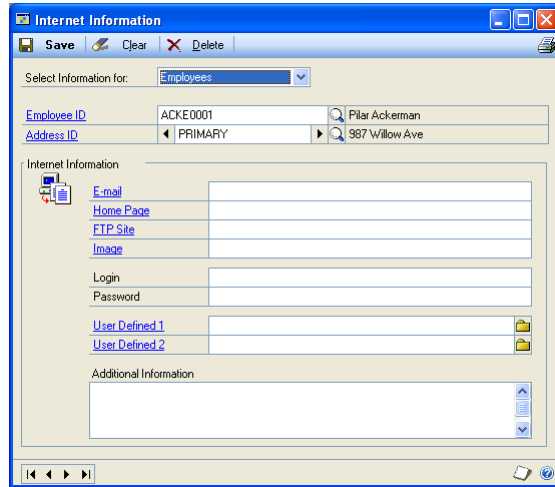 Internet Information
Save Clear Delete
Select Information for: Employees
Employee ID ACKE0001 Pilar Ackerman
Address ID PRIMARY 987 Willow Ave
Internet Information
E-mail
Home Page
FTP Site
Image
Login
Password
User Defined 1
User Defined 2
Additional Information